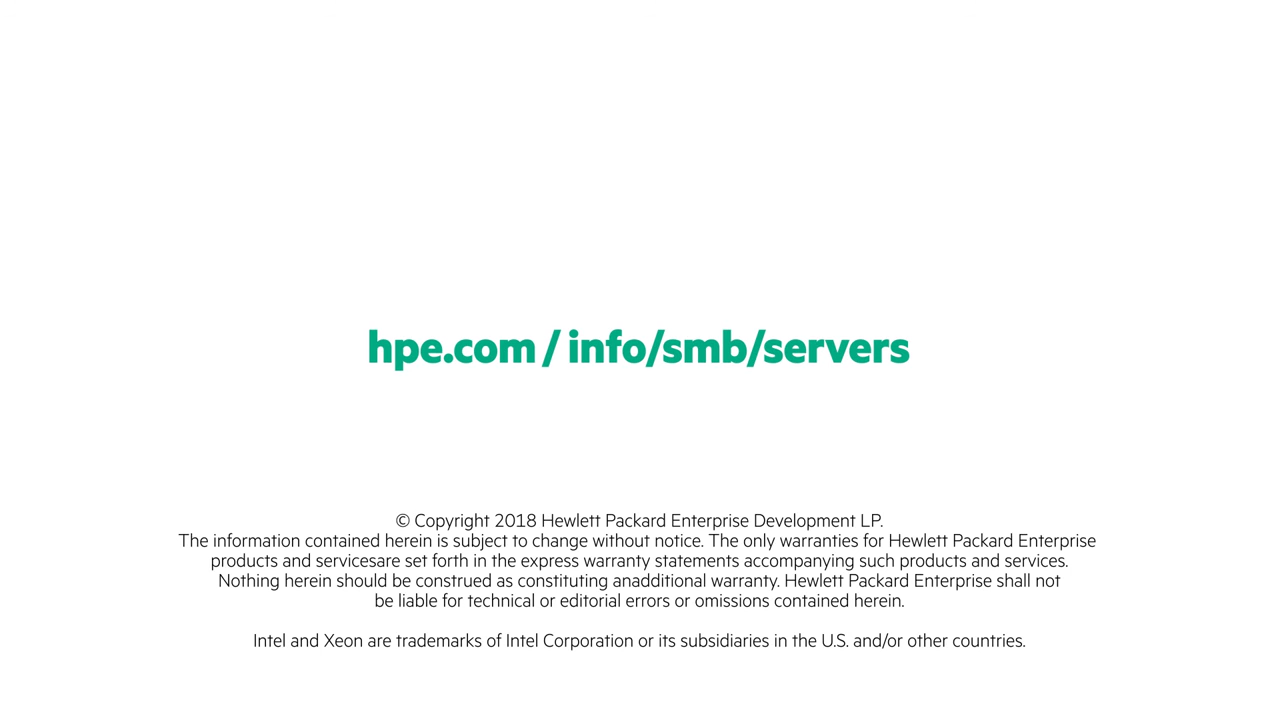 hpe.com / info/smb/servers
© Copyright 2018 Hewlett Packard Enterprise Development LP.
The information contained herein is subject to change without notice. The only warranties for Hewlett Packard Enterprise
products and servicesare set forth in the express warranty statements accompanying such products and services.
Nothing herein should be construed as constituting anadditional warranty. Hewlett Packard Enterprise shall not
be liable for technical or editorial errors or omissions contained herein.
Intel and Xeon are trademarks of Intel Corporation or its subsidiaries in the U.S. and/or other countries.